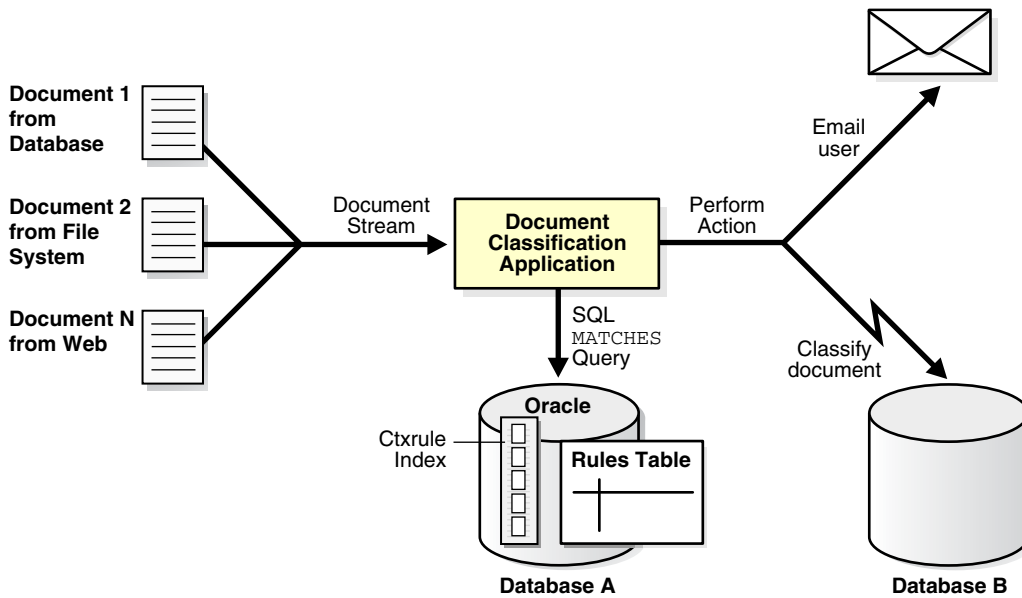 Document 1
from
Database
Document 2
from File
System
Document N
from Web
Document
Stream
Document
Classification
Application
Perform
Action
Email
user
Classify
document
SQL
MATCHES
Query
Oracle
Ctxrule
Index
Rules Table
Database A
Database B